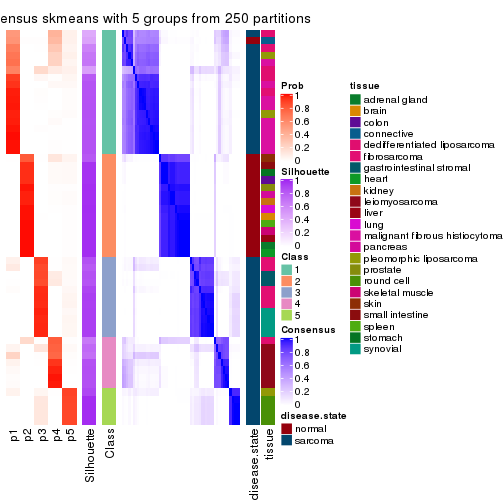 ensus skmeans with 5 groups from 250 partitions
Prob
1
0.8
0.6
0.4
0.2
0
Silhouette
1
0.8
0.6
0.4
0.2
0
Class
1
2
3
4
5
Consensus
1
0.8
0.6
0.4
0.2
0
disease.state
normal
sarcoma
tissue
adrenal gland
brain
colon
connective
dedifferentiated liposarcoma
fibrosarcoma
gastrointestinal stromal
heart
kidney
leiomyosarcoma
liver
lung
malignant fibrous histiocytoma
pancreas
pleomorphic liposarcoma
prostate
round cell
skeletal muscle
skin
small intestine
spleen
stomach
synovial
p1
p2
p3
p4
p5
Silhouette
Class
disease.state
tissue